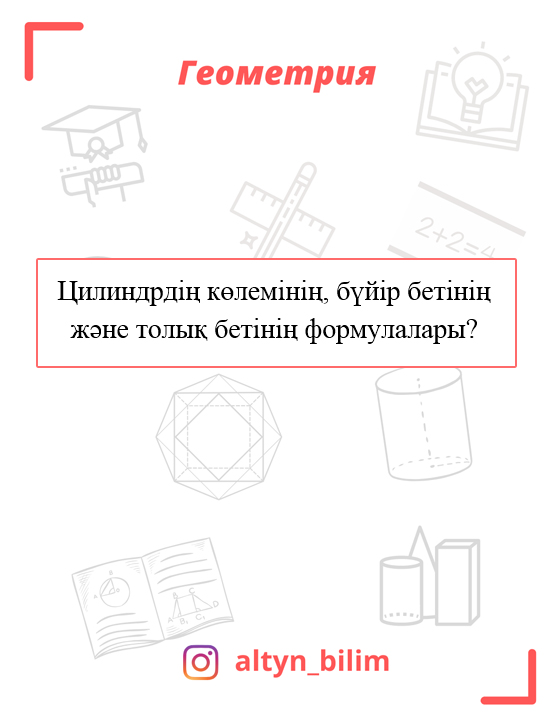 Геометрия
2+2=4
Цилиндрдің көлемінің, бүйір бетінің
және толық бетінің формулалары?
altyn_bilim